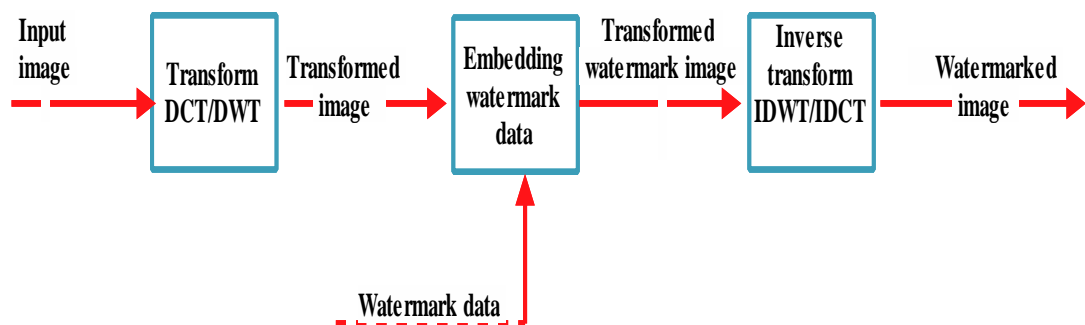 Input
image
Transform
DCT/DWT
Transformed
image
Embedding
watermark
data
Transformed
watermark image
Inverse
transform
IDWT/IDCT
Watermarked
image
Watermark data